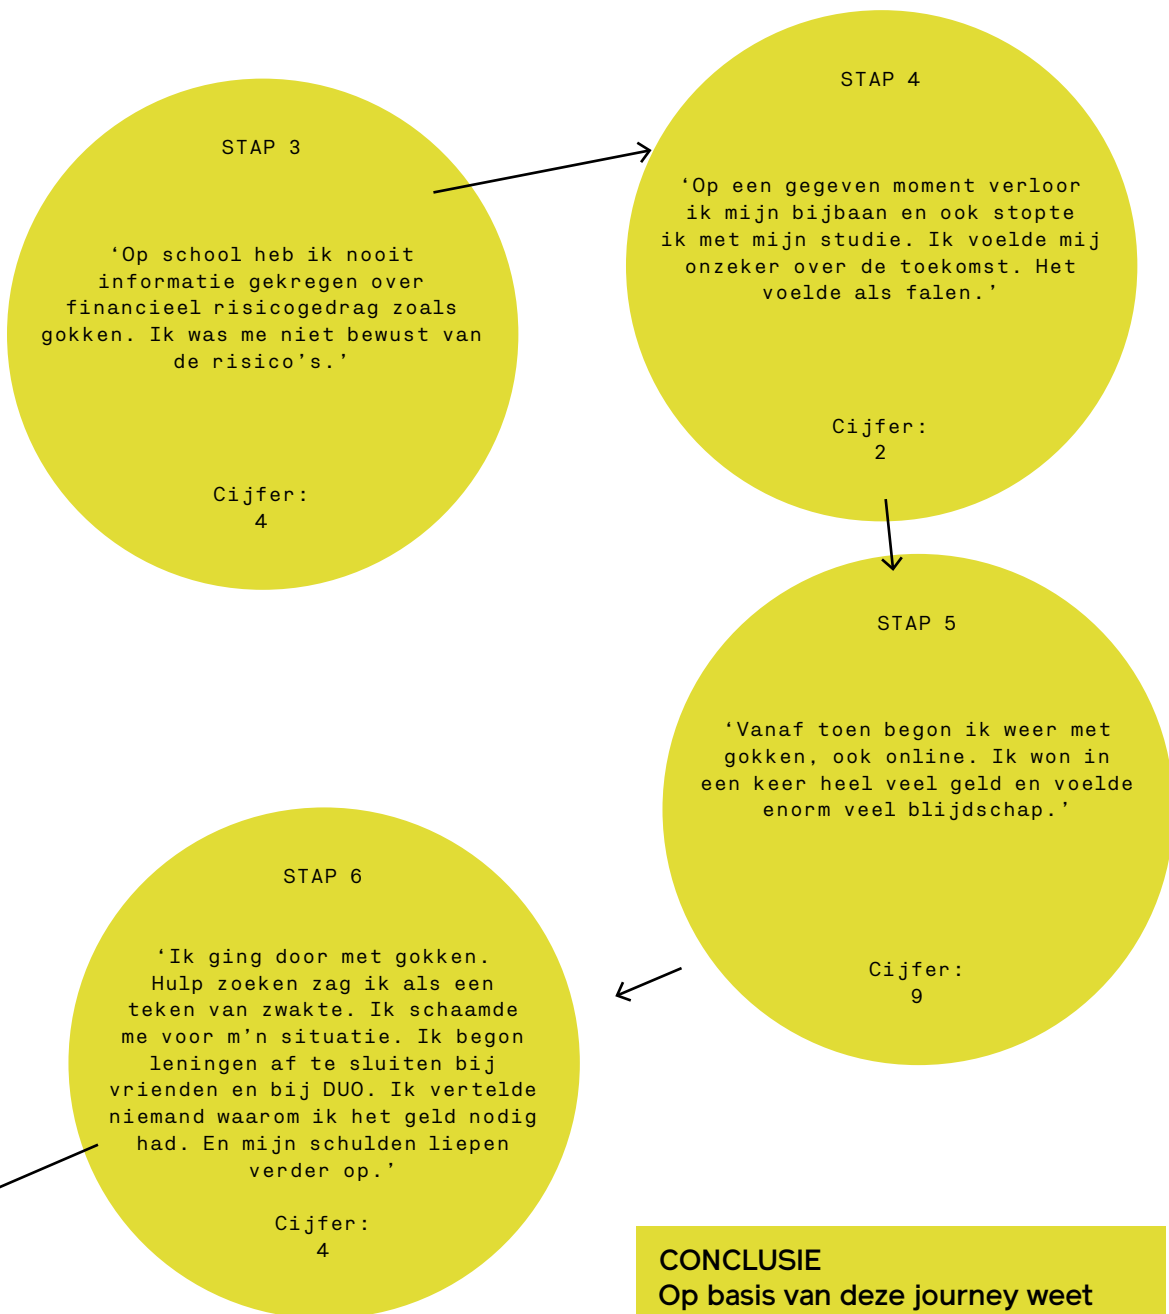 STAP 3
‘Op school heb ik nooit
informatie gekregen over
financieel risicogedrag zoals
gokken. Ik was me niet bewust van
de risico’s.’
Cijfer:
4
STAP 4
‘Op een gegeven moment verloor
ik mijn bijbaan en ook stopte
ik met mijn studie. Ik voelde mij
onzeker over de toekomst. Het
voelde als falen.’
Cijfer:
2
STAP 5
‘Vanaf toen begon ik weer met
gokken, ook online. Ik won in
een keer heel veel geld en voelde
enorm veel blijdschap.’
Cijfer:
9
STAP 6
‘Ik ging door met gokken.
Hulp zoeken zag ik als een
teken van zwakte. Ik schaamde
me voor m’n situatie. Ik begon
leningen af te sluiten bij
vrienden en bij DUO. Ik vertelde
niemand waarom ik het geld nodig
had. En mijn schulden liepen
verder op.’
Cijfer:
4
CONCLUSIE
Op basis van deze journey weet